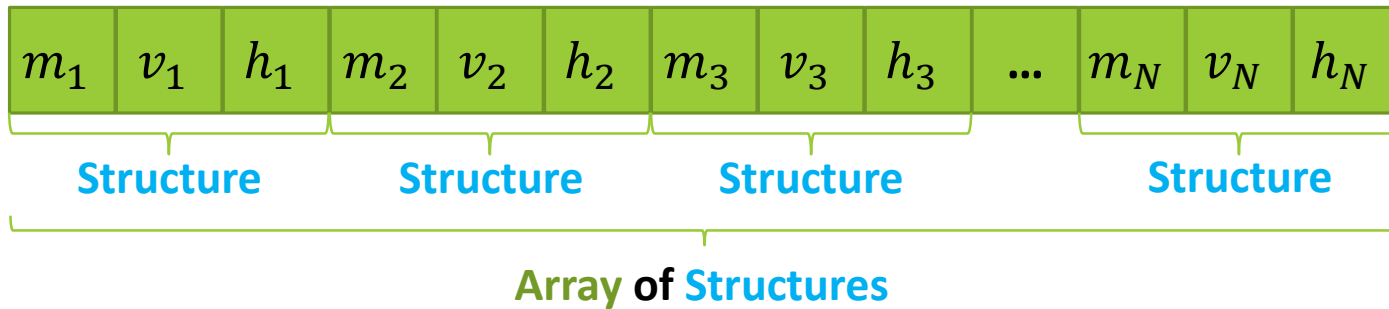 m₁ v₁ h₁ m₂ v₂ h₂ m₃ v₃ h₃ ... m_N v_N h_N
Structure Structure Structure Structure
Array of Structures